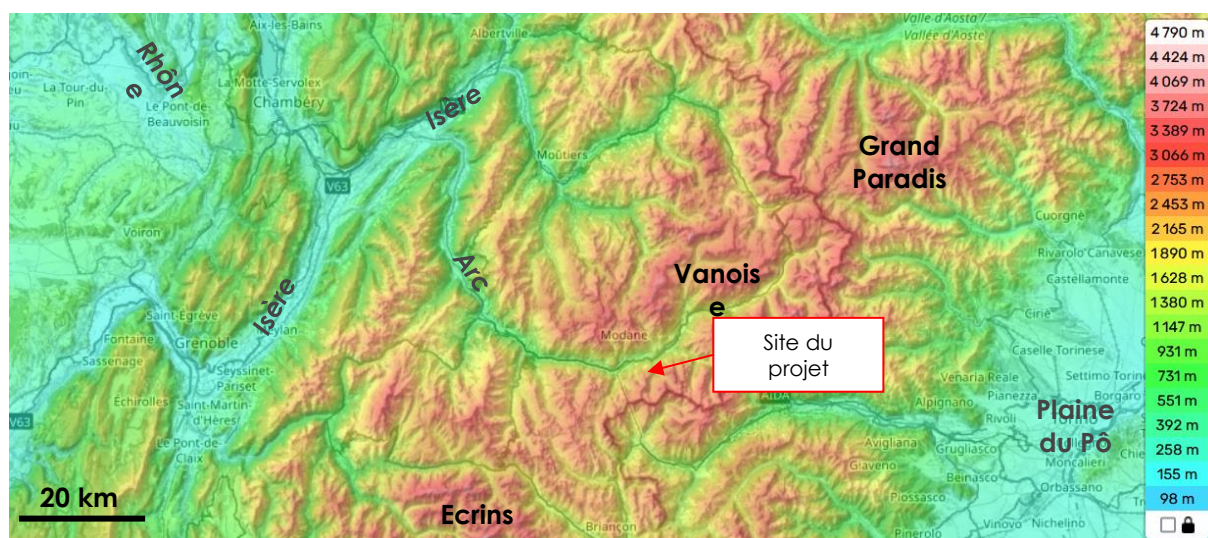 Aix-les-Bains
Albertville
Valle d'Aosta /
Vallée d'Aoste
Rhôn
e
La Tour-du-
Pin
La Motte-Servolex
Chambéry
Le Pont-de-
Beauvoisin
Isère
Moûtiers
V63
Grand
Paradis
Cuorgnè
Voiron
Arc
Rivarolo Canavese
Castellamonte
Vanois
e
Isère
Saint-Égrève
Fontaine
Meylan
Ciriè
Modane
Sassenage
Grenoble
Site du
projet
Caselle Torinese
Seyssinet-
Pariset
Venaria Reale
Settimo Torin
Échirolles
Saint-Martin-
d'Hères
Pianezza
Borgaro
Alpignano
Rivoli
Plaine
du Pô
V63
Le Pont-de-
Claix
Avigliana
Grugliasco
Moncalieri
Giaveno
Beinasco
Orbassano
20 km
Ecrins
Piossasco
Briançon
Vinovo
Nichelino
Pinerolo
4 790 m
4 424 m
4 069 m
3 724 m
3 389 m
3 066 m
2 753 m
2 453 m
2 165 m
1 890 m
1 628 m
1 380 m
1 147 m
931 m
731 m
551 m
392 m
258 m
155 m
98 m